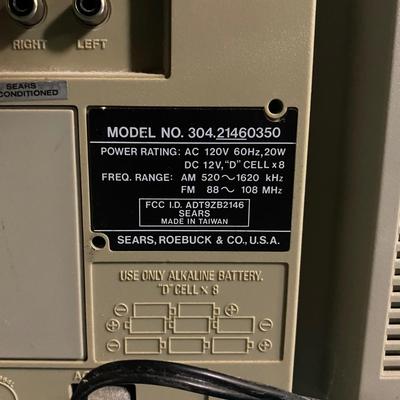 RIGHT LEFT
SEARS
CONDITIONED
MODEL NO. 304.21460350
POWER RATING: AC 120V 60Hz, 20W
DC 12V, "D" CELL x 8
FREQ. RANGE: AM 520~1620 kHz
FM 88~ 108 MHz
FCC I.D. ADT9ZB2146
SEARS
MADE IN TAIWAN
SEARS, ROEBUCK & CO., U.S.A.
USE ONLY ALKALINE BATTERY.
"D" CELL x 8